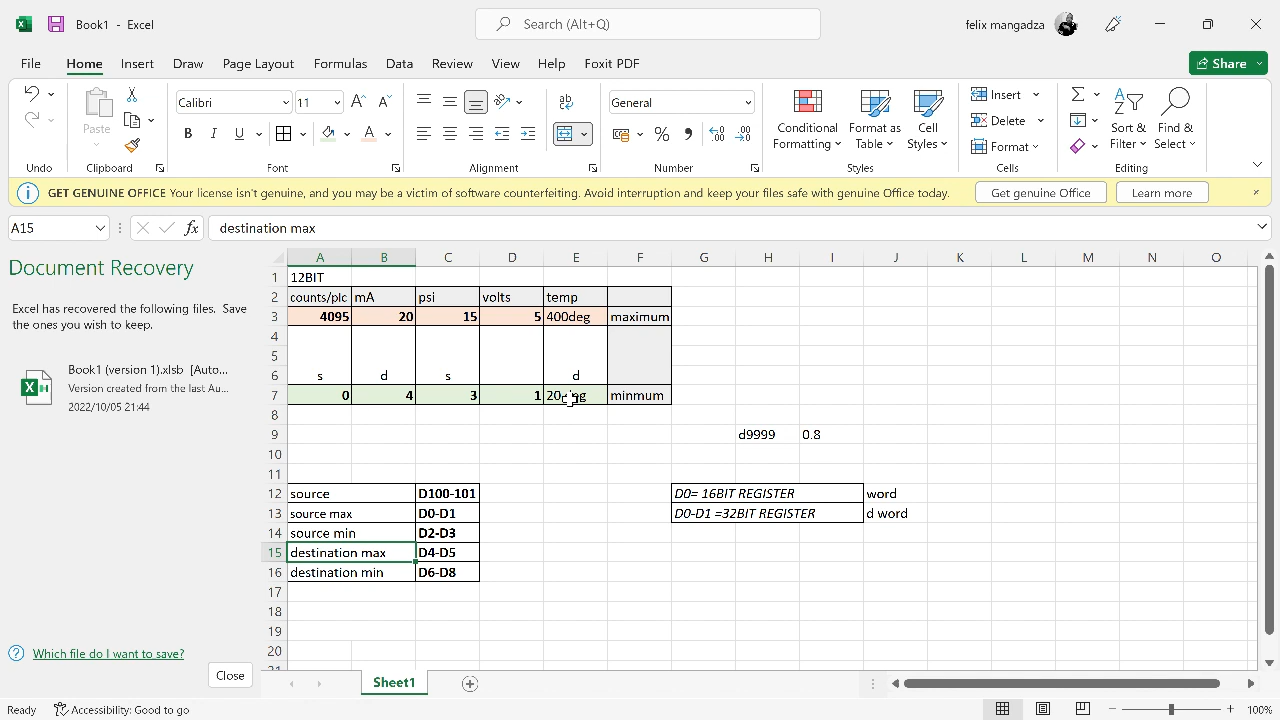 Book1 - Excel
Search (Alt+Q)
felix mangadza
File Home Insert Draw Page Layout Formulas Data Review View Help Foxit PDF
Share
Paste
Calibri 11
B I U
General
Conditional Formatting
Format as Table
Cell Styles
Insert
Delete
Format
Sort & Filter
Find & Select
Undo Clipboard Font Alignment Number Styles Cells Editing
GET GENUINE OFFICE Your license isn't genuine, and you may be a victim of software counterfeiting. Avoid interruption and keep your files safe with genuine Office today.
Get genuine Office
Learn more
A15
fx
destination max
Document Recovery
Excel has recovered the following files. Save
the ones you wish to keep.
Book1 (version 1).xlsb [Auto...
Version created from the last Au...
2022/10/05 21:44
Which file do I want to save?
Close
A B C D E F G H I J K L M N O
1 12BIT
2 counts/plc mA psi volts temp
3 4095 20 15 5 400deg maximum
4
5
6 s d s d
7 0 4 3 1 minmum
8
9 d9999 0.8
10
11
12 source D100-101 D0= 16BIT REGISTER word
13 source max D0-D1 D0-D1 =32BIT REGISTER d word
14 source min D2-D3
15 destination max D4-D5
16 destination min D6-D8
17
18
19
20
Sheet1
Ready
Accessibility: Good to go
100%